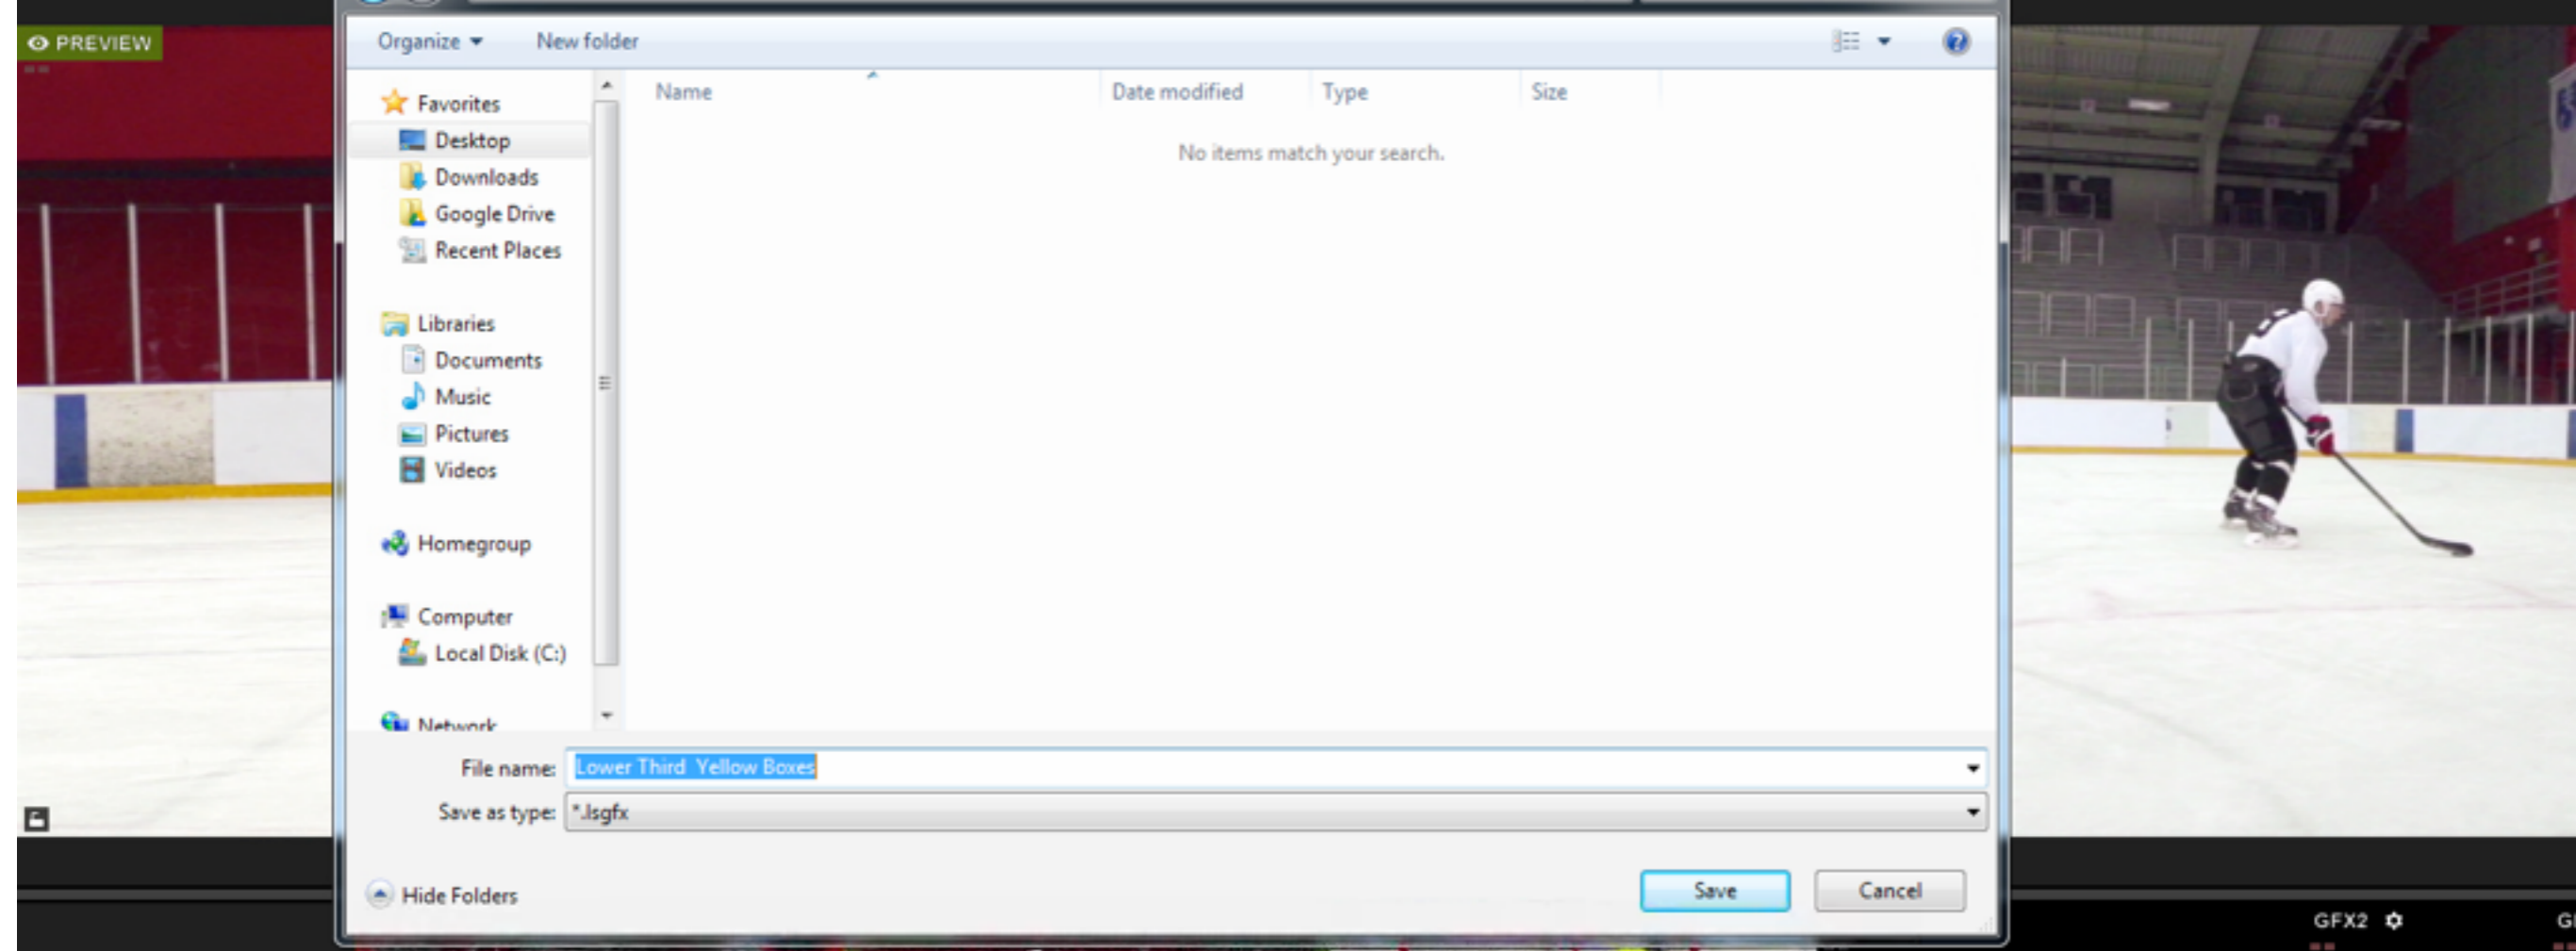 PREVIEW
Organize
New folder
Name
Date modified
Type
Size
No items match your search.
Favorites
Desktop
Downloads
Google Drive
Recent Places
Libraries
Documents
Music
Pictures
Videos
Homegroup
Computer
Local Disk (C:)
Network
File name:
Lower Third  Yellow Boxes
Save as type:
*.lsgfx
Hide Folders
Save
Cancel
GFX2